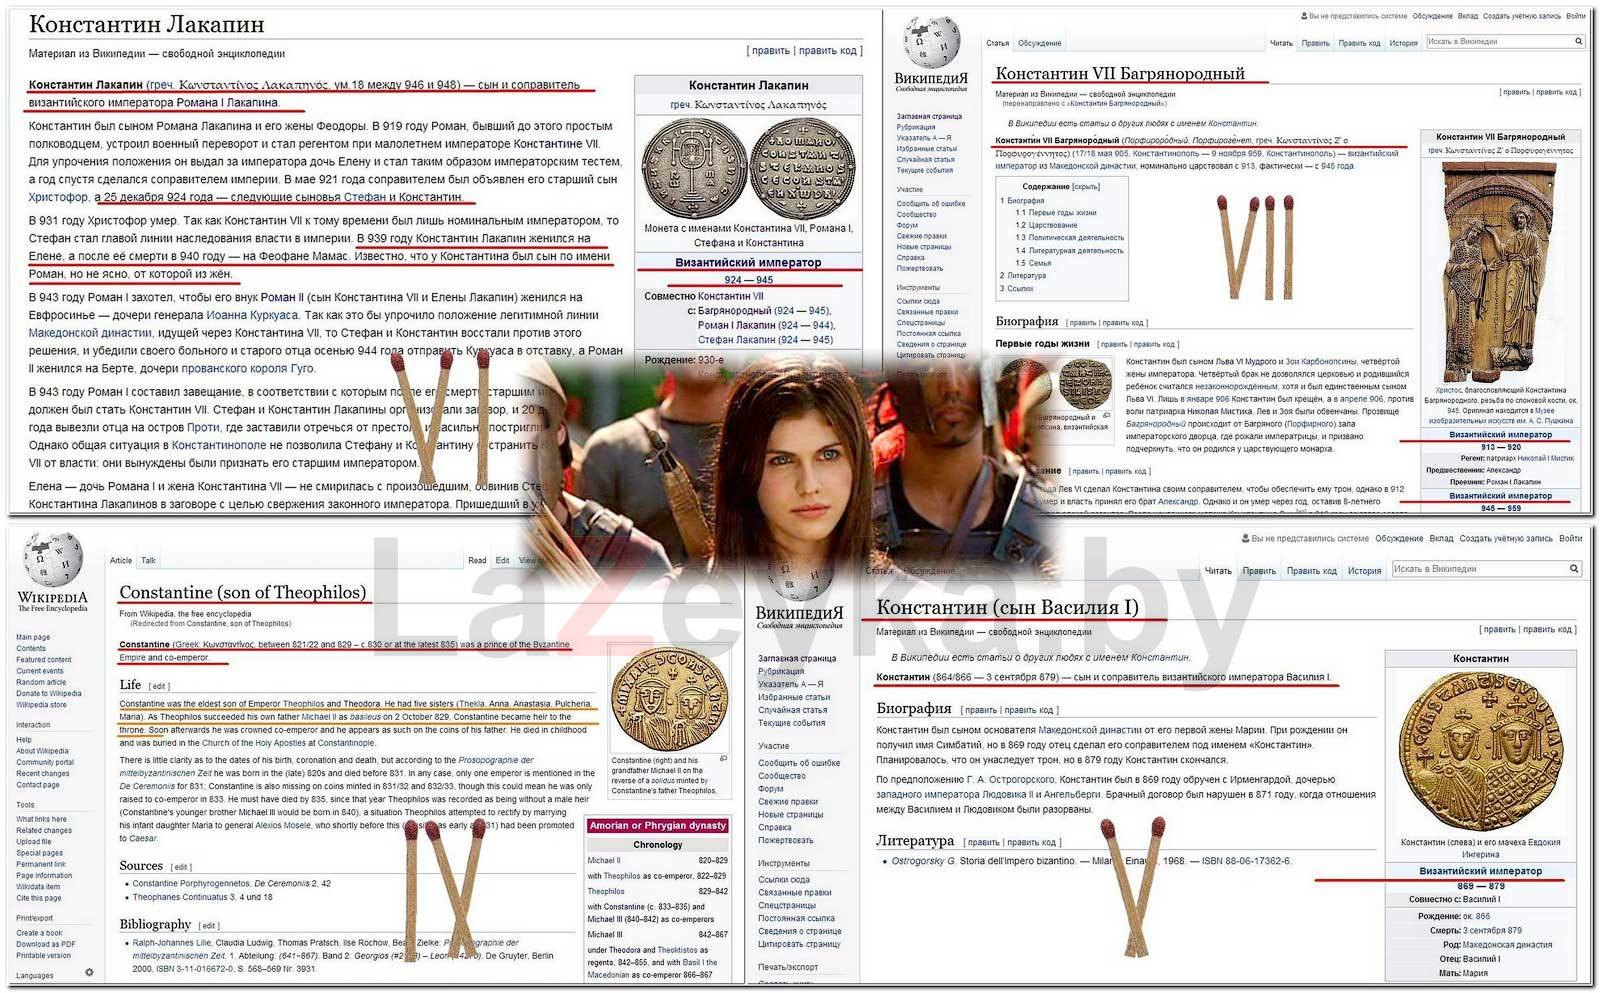 Константин Лакапин
Материал из Википедии — свободной энциклопедии
[ править | править код ]
Константин Лакапин (греч. Κωνσταντίνος Λακαπηνός, ум.18 между 946 и 948) — сын и соправитель
византийского императора Романа I Лакапина.
Константин был сыном Романа Лакапина и его жены Феодоры. В 919 году Роман, бывший до этого простым
полководцем, устроил военный переворот и стал регентом при малолетнем императоре Константине VII.
Для упрочения положения он выдал за императора дочь Елену и стал таким образом императорским тестем,
а год спустя сделался соправителем империи. В мае 921 года соправителем был объявлен его старший сын
Христофор, а 25 декабря 924 года — следующие сыновья Стефан и Константин.
В 931 году Христофор умер. Так как Константин VII к тому времени был лишь номинальным императором, то
Стефан стал главой линии наследования власти в империи. В 939 году Константин Лакапин женился на
Елене, а после её смерти в 940 году — на Феофане Мамас. Известно, что у Константина был сын по имени
Роман, но не ясно, от которой из жён.
В 943 году Роман I захотел, чтобы его внук Роман II (сын Константина VII и Елены Лакапин) женился на
Евфросинье — дочери генерала Иоанна Куркуаса. Так как это бы упрочило положение легитимной линии
Македонской династии, идущей через Константина VII, то Стефан и Константин восстали против этого
решения, и убедили своего больного и старого отца осенью 944 года отправить Куркуаса в отставку, а Роман
II женился на Берте, дочери прованского короля Гуго.
В 943 году Роман I составил завещание, в соответствии с которым после его смерти старшим
должен был стать Константин VII. Стефан и Константин Лакапины организовали заговор, и 20
года вывезли отца на остров Проти, где заставили отречься от
Однако общая ситуация в Константинополе не позволила Стефану и Константину
VII от власти: они вынуждены были признать его старшим императором.
Елена — дочь Романа I и жена Константина VII — не смирилась с произошедшим, обвинив
Константина Лакапинов в заговоре с целью свержения законного императора. Пришедший в
Константин Лакапин
греч. Κωνσταντίνος Λακαπηνός
Монета с именами Константина VII, Романа I,
Стефана и Константина
Византийский император
924 — 945
Совместно Константин VII
с: Багрянородный (924 — 945),
Роман I Лакапин (924 — 944),
Стефан Лакапин (924 — 945)
Рождение: 930-е
Вы не представились системе Обсуждение Вклад Создать учётную запись Войти
Статья Обсуждение
Читать Править Править код История
Искать в Википедии
ВикипедиЯ
Свободная энциклопедия
Заглавная страница
Рубрикация
Указатель А — Я
Избранные статьи
Случайная статья
Текущие события
Участие
Сообщить об ошибке
Сообщество
Форум
Свежие правки
Новые страницы
Справка
Пожертвовать
Инструменты
Ссылки сюда
Связанные правки
Спецстраницы
Постоянная ссылка
Сведения о странице
Цитировать страницу
Константин VII Багрянородный
Материал из Википедии — свободной энциклопедии
(перенаправлено с «Константин Багрянородный»)
[ править | править код ]
В Википедии есть статьи о других людях с именем Константин.
Константи́н VII Багряноро́дный (Порфироро́дный, Порфироге́нет, греч. Κωνσταντίνος Ζ΄ ο
Πορφυρογέννητος) (17/18 мая 905, Константинополь — 9 ноября 959, Константинополь) — византийский
император из Македонской династии, номинально царствовал с 913, фактически — с 945 года.
Содержание [скрыть]
1 Биография
1.1 Первые годы жизни
1.2 Царствование
1.3 Политическая деятельность
1.4 Литературная деятельность
1.5 Семья
2 Литература
3 Ссылки
Биография [ править | править код ]
Первые годы жизни [ править | править код ]
Константин был сыном Льва VI Мудрого и Зои Карбонопсины, четвёртой
жены императора. Четвёртый брак не дозволялся церковью и родившийся
ребёнок считался незаконнорождённым, хотя и был единственным сыном
Льва VI. Лишь в январе 906 Константин был крещён, а в апреле 906, против
воли патриарха Николая Мистика, Лев и Зоя были обвенчаны. Прозвище
Багрянородный происходит от Багряного (Порфирного) зала
императорского дворца, где рожали императрицы, и призвано
подчеркнуть, что он родился у царствующего монарха.
[ править | править код ]
года Лев VI сделал Константина своим соправителем, чтобы обеспечить ему трон, однако в 912
умер и власть принял его брат Александр. Однако и он умер через год, оставив 8-летнего
Константин VII Багрянородный
Κωνσταντίνος Ζ΄ ο Πορφυρογέννητος
Христос, благословляющий Константина
Багрянородного, резьба по слоновой кости, ок.
945. Оригинал находится в Музее
изобразительных искусств им. А. С. Пушкина
Византийский император
913 — 920
Регент: патриарх Николай I Мистик
Предшественник: Александр
Преемник: Роман I Лакапин
Византийский император
945 — 959
LaZeyka.by
WIKIPEDIA
The Free Encyclopedia
Main page
Contents
Featured content
Current events
Random article
Donate to Wikipedia
Wikipedia store
Interaction
Help
About Wikipedia
Community portal
Recent changes
Contact page
Tools
What links here
Related changes
Upload file
Special pages
Permanent link
Page information
Wikidata item
Cite this page
Print/export
Create a book
Download as PDF
Printable version
Languages
Article Talk
Read Edit View
Constantine (son of Theophilos)
From Wikipedia, the free encyclopedia
(Redirected from Constantine, son of Theophilos)
Constantine (Greek: Κωνσταντῖνος, between 821/22 and 829 – c 830 or at the latest 835) was a prince of the Byzantine
Empire and co-emperor.
Life [ edit ]
Constantine was the eldest son of Emperor Theophilos and Theodora. He had five sisters (Thekla, Anna, Anastasia, Pulcheria,
Maria). As Theophilos succeeded his own father Michael II as basileus on 2 October 829, Constantine became heir to the
throne. Soon afterwards he was crowned co-emperor and he appears as such on the coins of his father. He died in childhood
and was buried in the Church of the Holy Apostles at Constantinople.
There is little clarity as to the dates of his birth, coronation and death, but according to the Prosopographie der
mittelbyzantinischen Zeit he was born in the (late) 820s and died before 831. In any case, only one emperor is mentioned in the
De Ceremoniis for 831; Constantine is also missing on coins minted in 831/32 and 832/33, though this could mean he was only
raised to co-emperor in 833. He must have died by 835, since that year Theophilos was recorded as being without a male heir
(Constantine's younger brother Michael III would be born in 840), a situation Theophilos attempted to rectify by marrying
his infant daughter Maria to general Alexios Mosele, who shortly before this had been promoted
to Caesar.
Sources [ edit ]
Constantine Porphyrogennetos, De Ceremoniis 2, 42
Theophanes Continuatus 3, 4 und 18
Bibliography [ edit ]
Ralph-Johannes Lilie, Claudia Ludwig, Thomas Pratsch, Ilse Rochow, Zielke: Prosopographie der
mittelbyzantinischen Zeit. 1. Abteilung: (641–867). Band 2: Georgios – Leon. De Gruyter, Berlin
2000. ISBN 3-11-016672-0, S. 568–569 Nr. 3931.
Constantine (right) and his
grandfather Michael II on the
reverse of a solidus minted by
Constantine's father Theophilos.
Amorian or Phrygian dynasty
Chronology
Michael II 820–829
with Theophilos as co-emperor, 822–829
Theophilos 829–842
with Constantine (c. 833–835) and
Michael III (840–842) as co-emperors
Michael III 842–867
under Theodora and Theoktistos as
regents, 842–855, and with Basil I the
Macedonian as co-emperor 866–867
Вы не представились системе Обсуждение Вклад Создать учётную запись Войти
Статья Обсуждение
Читать Править Править код История
Искать в Википедии
ВикипедиЯ
Свободная энциклопедия
Заглавная страница
Рубрикация
Указатель А — Я
Избранные статьи
Случайная статья
Текущие события
Участие
Сообщить об ошибке
Сообщество
Форум
Свежие правки
Новые страницы
Справка
Пожертвовать
Инструменты
Ссылки сюда
Связанные правки
Спецстраницы
Постоянная ссылка
Сведения о странице
Цитировать страницу
Печать/экспорт
Константин (сын Василия I)
Материал из Википедии — свободной энциклопедии
[ править | править код ]
В Википедии есть статьи о других людях с именем Константин.
Константин (864/866 — 3 сентября 879) — сын и соправитель византийского императора Василия I.
Биография [ править | править код ]
Константин был сыном основателя Македонской династии от его первой жены Марии. При рождении он
получил имя Симбатий, но в 869 году отец сделал его соправителем под именем «Константин».
Планировалось, что он унаследует трон, но в 879 году Константин скончался.
По предположению Г. А. Острогорского, Константин был в 869 году обручен с Ирменгардой, дочерью
западного императора Людовика II и Ангельберги. Брачный договор был нарушен в 871 году, когда отношения
между Василием и Людовиком были разорваны.
Литература [ править | править код ]
Ostrogorsky G. Storia dell'Impero bizantino. — Milano: Einaudi, 1968. — ISBN 88-06-17362-6.
Константин
Константин (слева) и его мачеха Евдокия
Ингерина
Византийский император
869 — 879
Совместно с: Василий I
Рождение: ок. 866
Смерть: 3 сентября 879
Род: Македонская династия
Отец: Василий I
Мать: Мария